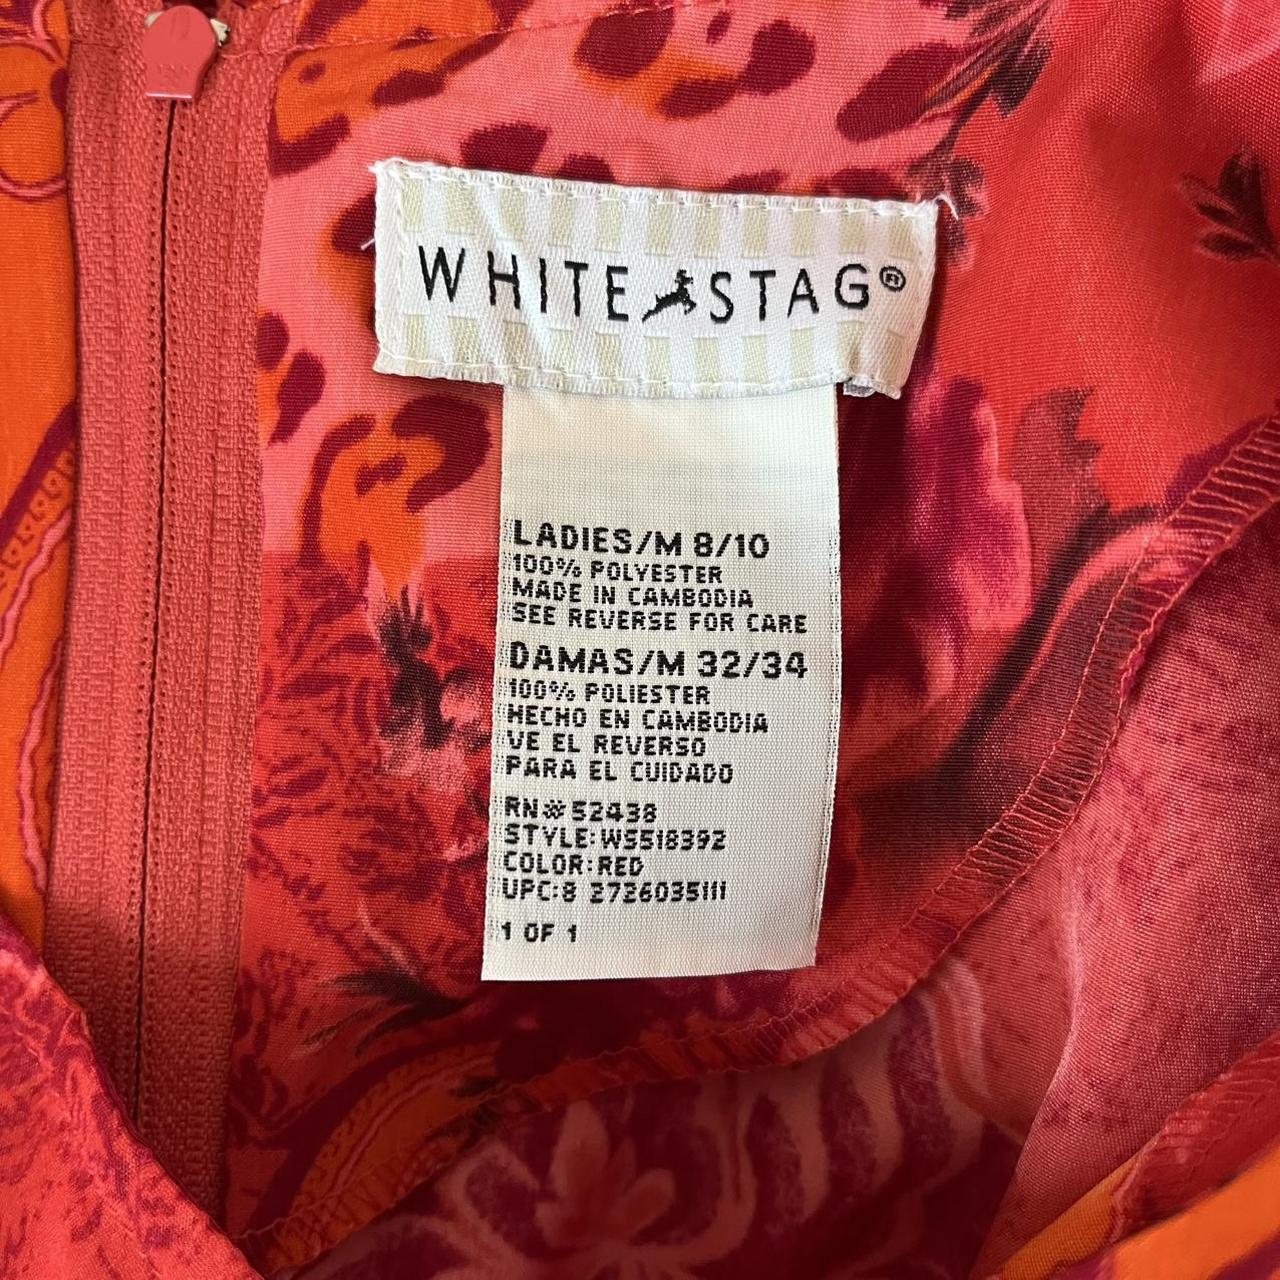 WHITE STAG®
LADIES/M 8/10
100% POLYESTER
MADE IN CAMBODIA
SEE REVERSE FOR CARE
DAMAS/M 32/34
100% POLIESTER
HECHO EN CAMBODIA
VE EL REVERSO
PARA EL CUIDADO
RN#52438
STYLE:WS518392
COLOR:RED
UPC:8 2726035111
1 OF 1